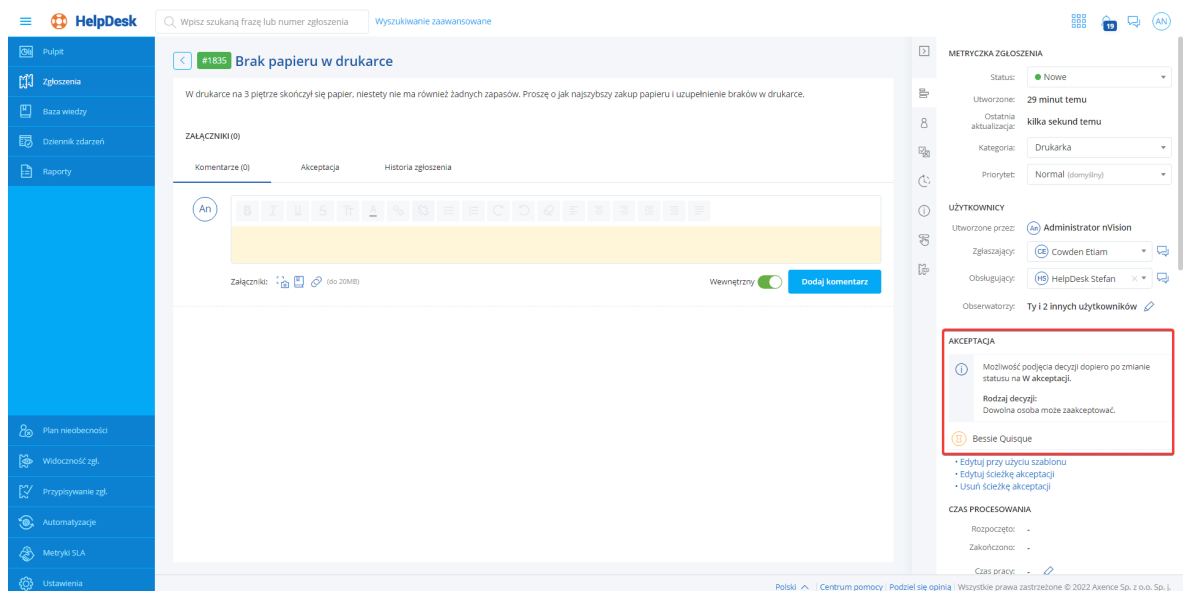 HelpDesk
Wpisz szukaną frazę lub numer zgłoszenia
Wyszukiwanie zaawansowane
19
AN
Pulpit
Zgłoszenia
Baza wiedzy
Dziennik zdarzeń
Raporty
Plan nieobecności
Widoczność zgł.
Przypisywanie zgł.
Automatyzacje
Metryki SLA
Ustawienia
#1835 Brak papieru w drukarce
W drukarce na 3 piętrze skończył się papier, niestety nie ma również żadnych zapasów. Proszę o jak najszybszy zakup papieru i uzupełnienie braków w drukarce.
ZAŁĄCZNIKI (0)
Komentarze (0) Akceptacja Historia zgłoszenia
An
B I U S Tr A
Załączniki: (do 20MB)
Wewnętrzny Dodaj komentarz
METRYCZKA ZGŁOSZENIA
Status: Nowe
Utworzone: 29 minut temu
Ostatnia aktualizacja: kilka sekund temu
Kategoria: Drukarka
Priorytet: Normal (domyślny)
UŻYTKOWNICY
Utworzone przez: An Administrator nVision
Zgłaszający: CE Cowden Etiam
Obsługujący: HS HelpDesk Stefan
Obserwatorzy: Ty i 2 innych użytkowników
AKCEPTACJA
Możliwość podjęcia decyzji dopiero po zmianie
statusu na W akceptacji.
Rodzaj decyzji:
Dowolna osoba może zaakceptować.
Bessie Quisque
• Edytuj przy użyciu szablonu
• Edytuj ścieżkę akceptacji
• Usuń ścieżkę akceptacji
CZAS PROCESOWANIA
Rozpoczęto: -
Zakończono: -
Czas pracy: -
Polski | Centrum pomocy | Podziel się opinią | Wszystkie prawa zastrzeżone © 2022 Axence Sp. z o.o. Sp. j.